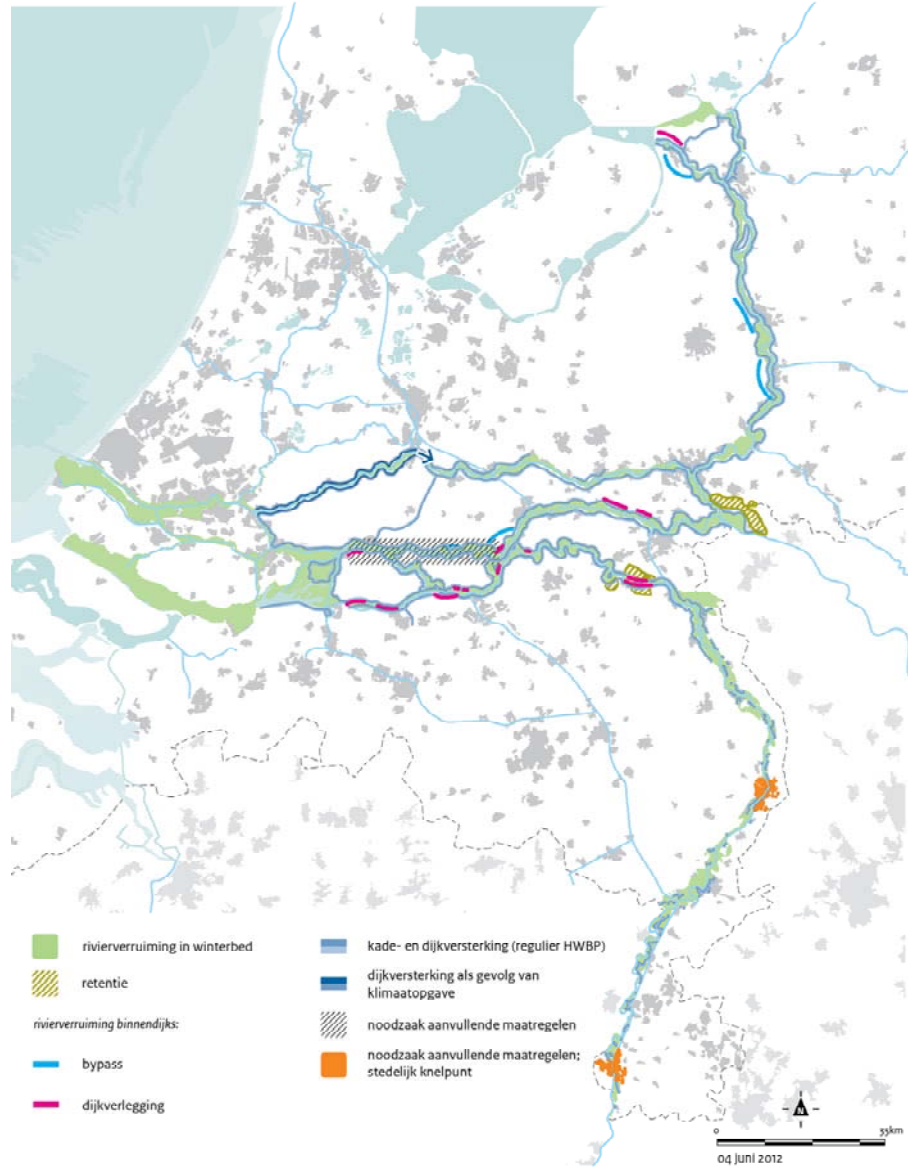 rivierverruiming in winterbed
retentie
rivierverruiming binnendijks:
bypass
dijkverlegging
kade- en dijkversterking (regulier HWBP)
dijkversterking als gevolg van
klimaatopgave
noodzaak aanvullende maatregelen
noodzaak aanvullende maatregelen;
stedelijk knelpunt
N
0
35km
04 juni 2012